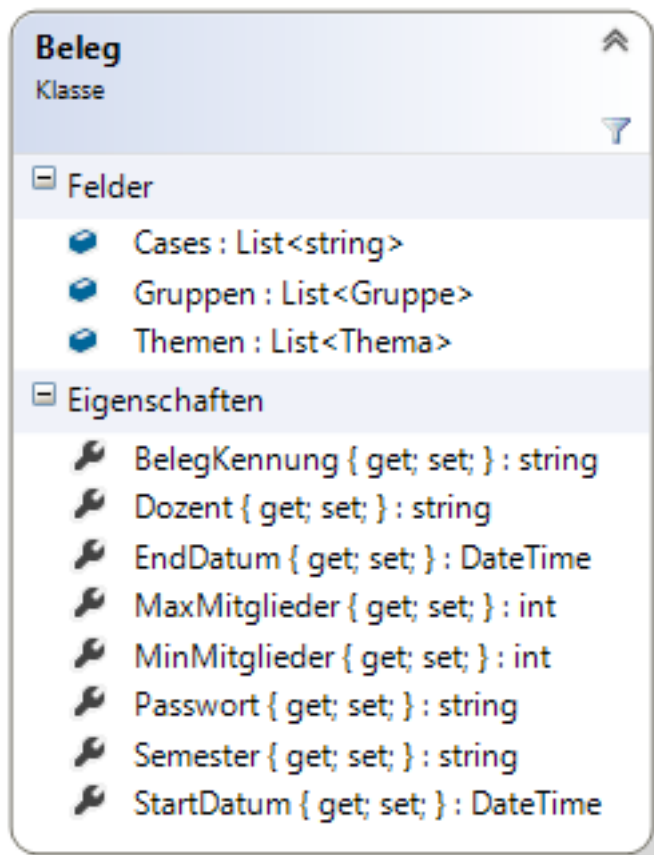 Beleg
Klasse
Felder
Cases : List<string>
Gruppen : List<Gruppe>
Themen : List<Thema>
Eigenschaften
BelegKennung { get; set; } : string
Dozent { get; set; } : string
EndDatum { get; set; } : DateTime
MaxMitglieder { get; set; } : int
MinMitglieder { get; set; } : int
Passwort { get; set; } : string
Semester { get; set; } : string
StartDatum { get; set; } : DateTime